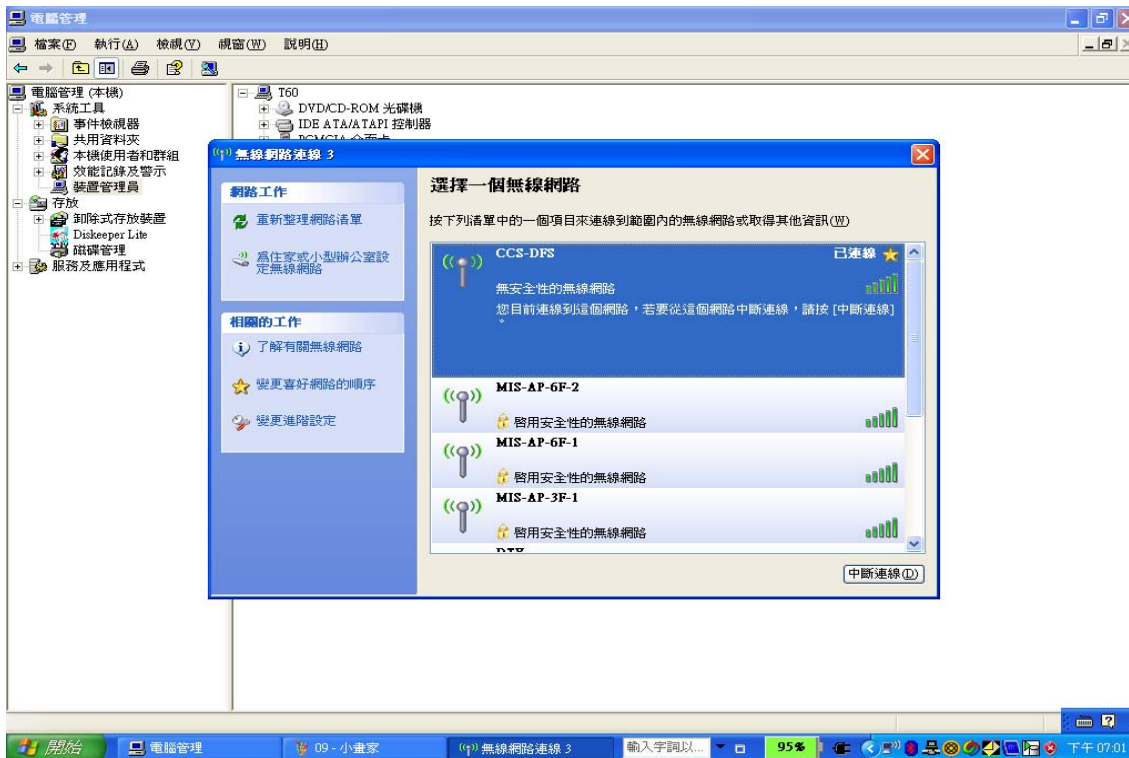 電腦管理
檔案(F) 執行(A) 檢視(V) 視窗(W) 說明(H)
電腦管理 (本機)
系統工具
事件檢視器
共用資料夾
本機使用者和群組
效能記錄及警示
裝置管理員
存放
卸除式存放裝置
Diskeeper Lite
磁碟管理
服務及應用程式
T60
DVD/CD-ROM 光碟機
IDE ATA/ATAPI 控制器
PCMCIA 介面卡
無線網路連線 3
網路工作
重新整理網路清單
為住家或小型辦公室設
定無線網路
相關的工作
了解有關無線網路
變更喜好網路的順序
變更進階設定
選擇一個無線網路
按下列清單中的一個項目來連線到範圍內的無線網路或取得其他資訊(W)
CCS-DFS 已連線
無安全性的無線網路
您目前連線到這個網路，若要從這個網路中斷連線，請按 [中斷連線]
。
MIS-AP-6F-2
啓用安全性的無線網路
MIS-AP-6F-1
啓用安全性的無線網路
MIS-AP-3F-1
啓用安全性的無線網路
中斷連線(D)
開始 電腦管理 09 - 小畫家 無線網路連線 3 輸入字詞以... 95% 下午 07:01